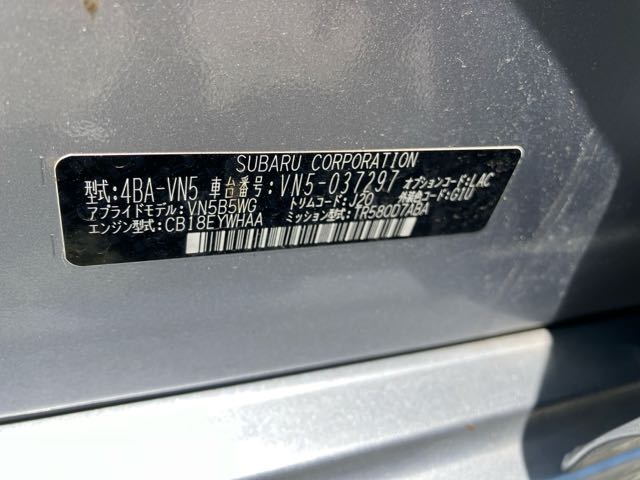 SUBARU CORPORATION
型式:4BA-VN5 車台番号:VN5-037297 オプションコード:LAC
アプライドモデル:VN5B5WG トリムコード:J20 外装色コード:G1U
エンジン型式:CB18EYWHAA ミッション型式:TR580D7ABA